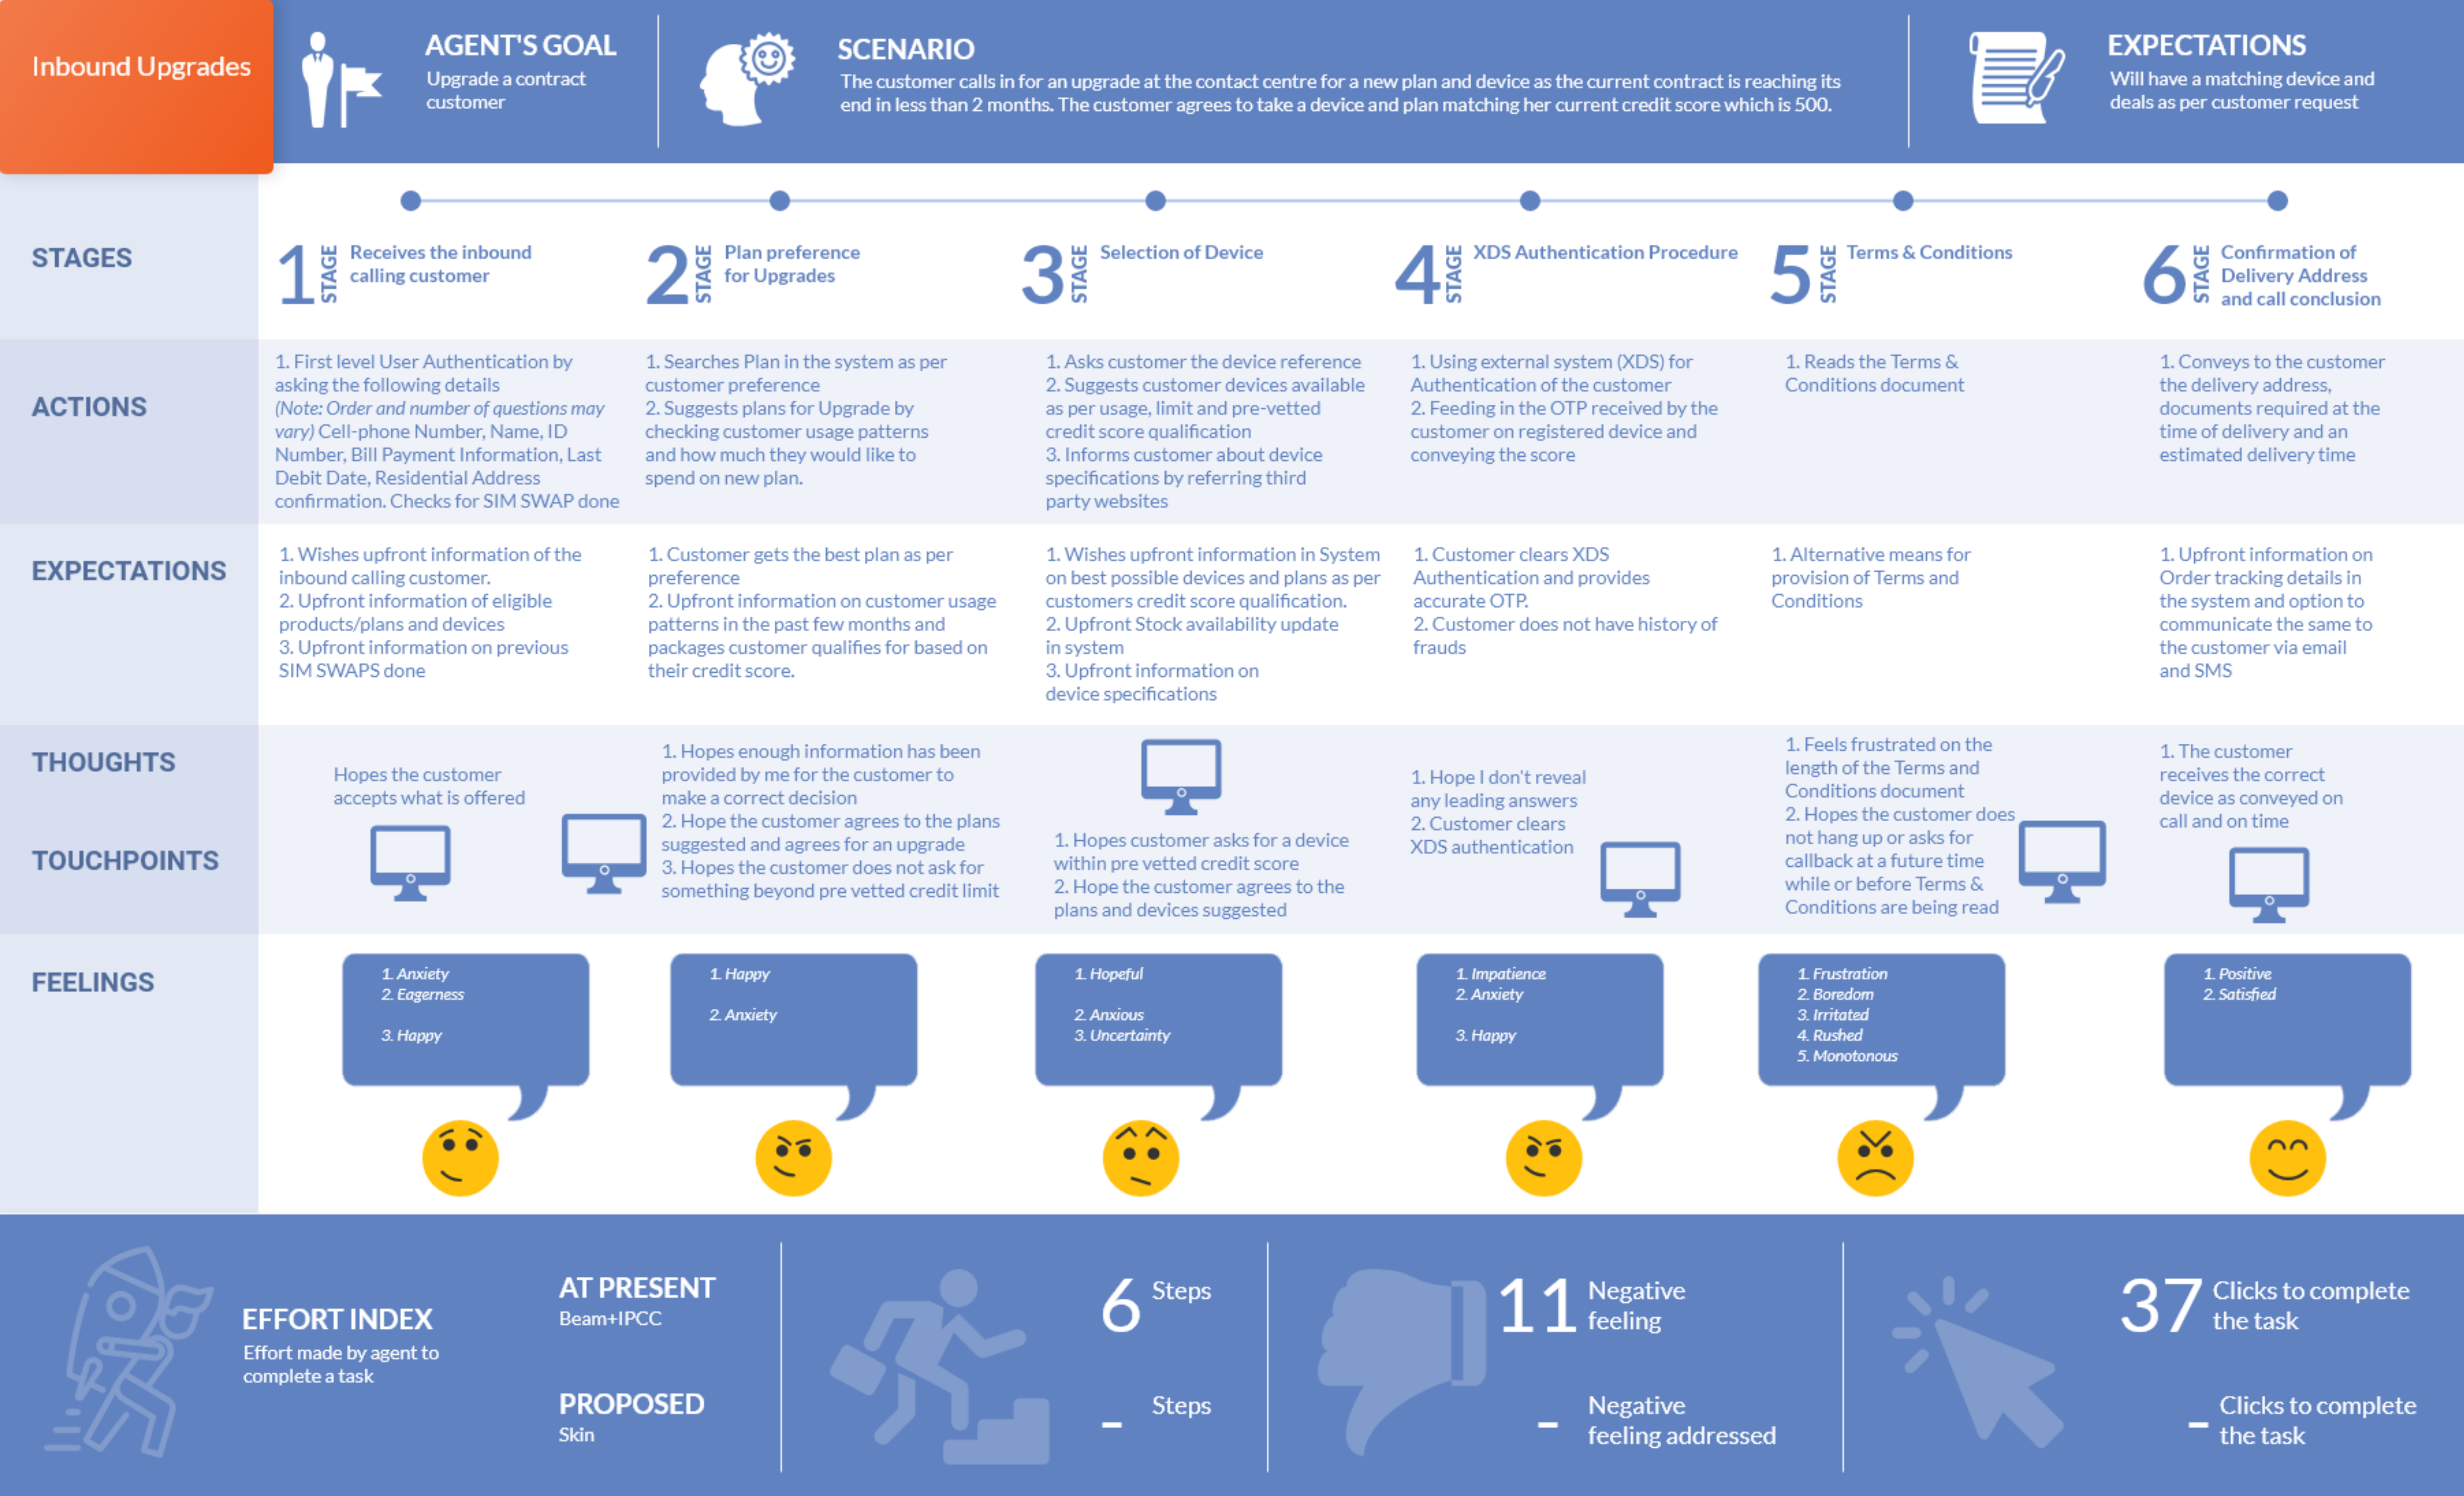 Inbound Upgrades
AGENT'S GOAL
Upgrade a contract
customer
SCENARIO
The customer calls in for an upgrade at the contact centre for a new plan and device as the current contract is reaching its
end in less than 2 months. The customer agrees to take a device and plan matching her current credit score which is 500.
EXPECTATIONS
Will have a matching device and
deals as per customer request
STAGES
1 STAGE
Receives the inbound
calling customer
2 STAGE
Plan preference
for Upgrades
3 STAGE
Selection of Device
4 STAGE
XDS Authentication Procedure
5 STAGE
Terms & Conditions
6 STAGE
Confirmation of
Delivery Address
and call conclusion
ACTIONS
1. First level User Authentication by
asking the following details
(Note: Order and number of questions may
vary) Cell-phone Number, Name, ID
Number, Bill Payment Information, Last
Debit Date, Residential Address
confirmation. Checks for SIM SWAP done
1. Searches Plan in the system as per
customer preference
2. Suggests plans for Upgrade by
checking customer usage patterns
and how much they would like to
spend on new plan.
1. Asks customer the device reference
2. Suggests customer devices available
as per usage, limit and pre-vetted
credit score qualification
3. Informs customer about device
specifications by referring third
party websites
1. Using external system (XDS) for
Authentication of the customer
2. Feeding in the OTP received by the
customer on registered device and
conveying the score
1. Reads the Terms &
Conditions document
1. Conveys to the customer
the delivery address,
documents required at the
time of delivery and an
estimated delivery time
EXPECTATIONS
1. Wishes upfront information of the
inbound calling customer.
2. Upfront information of eligible
products/plans and devices
3. Upfront information on previous
SIM SWAPS done
1. Customer gets the best plan as per
preference
2. Upfront information on customer usage
patterns in the past few months and
packages customer qualifies for based on
their credit score.
1. Wishes upfront information in System
on best possible devices and plans as per
customers credit score qualification.
2. Upfront Stock availability update
in system
3. Upfront information on
device specifications
1. Customer clears XDS
Authentication and provides
accurate OTP.
2. Customer does not have history of
frauds
1. Alternative means for
provision of Terms and
Conditions
1. Upfront information on
Order tracking details in
the system and option to
communicate the same to
the customer via email
and SMS
THOUGHTS
TOUCHPOINTS
Hopes the customer
accepts what is offered
1. Hopes enough information has been
provided by me for the customer to
make a correct decision
2. Hope the customer agrees to the plans
suggested and agrees for an upgrade
3. Hopes the customer does not ask for
something beyond pre vetted credit limit
1. Hopes customer asks for a device
within pre vetted credit score
2. Hope the customer agrees to the
plans and devices suggested
1. Hope I don't reveal
any leading answers
2. Customer clears
XDS authentication
1. Feels frustrated on the
length of the Terms and
Conditions document
2. Hopes the customer does
not hang up or asks for
callback at a future time
while or before Terms &
Conditions are being read
1. The customer
receives the correct
device as conveyed on
call and on time
FEELINGS
1. Anxiety
2. Eagerness
3. Happy
1. Happy
2. Anxiety
1. Hopeful
2. Anxious
3. Uncertainty
1. Impatience
2. Anxiety
3. Happy
1. Frustration
2. Boredom
3. Irritated
4. Rushed
5. Monotonous
1. Positive
2. Satisfied
EFFORT INDEX
Effort made by agent to
complete a task
AT PRESENT
Beam+IPCC
PROPOSED
Skin
6 Steps
- Steps
11 Negative
feeling
- Negative
feeling addressed
37 Clicks to complete
the task
- Clicks to complete
the task